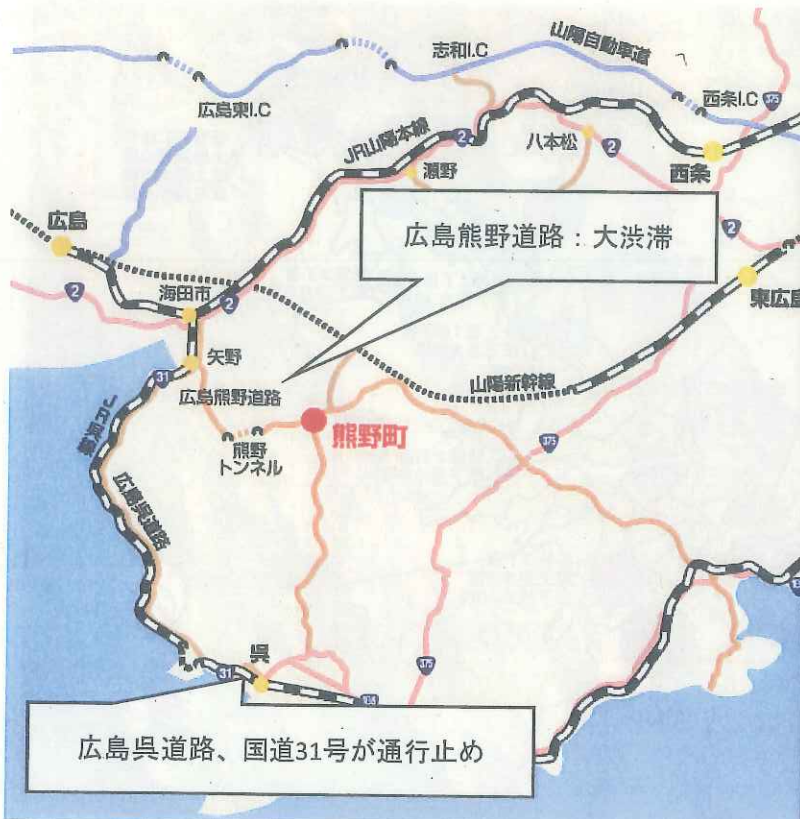 志和I.C
山陽自動車道
広島東I.C
西条I.C
375
JR山陽本線
2
八本松
2
瀬野
西条
広島
広島熊野道路：大渋滞
2
海田市
2
2
東広島
矢野
31
広島熊野道路
山陽新幹線
熊野町
熊野
トンネル
375
JR呉線
広島呉道路
呉
31
375
広島呉道路、国道31号が通行止め